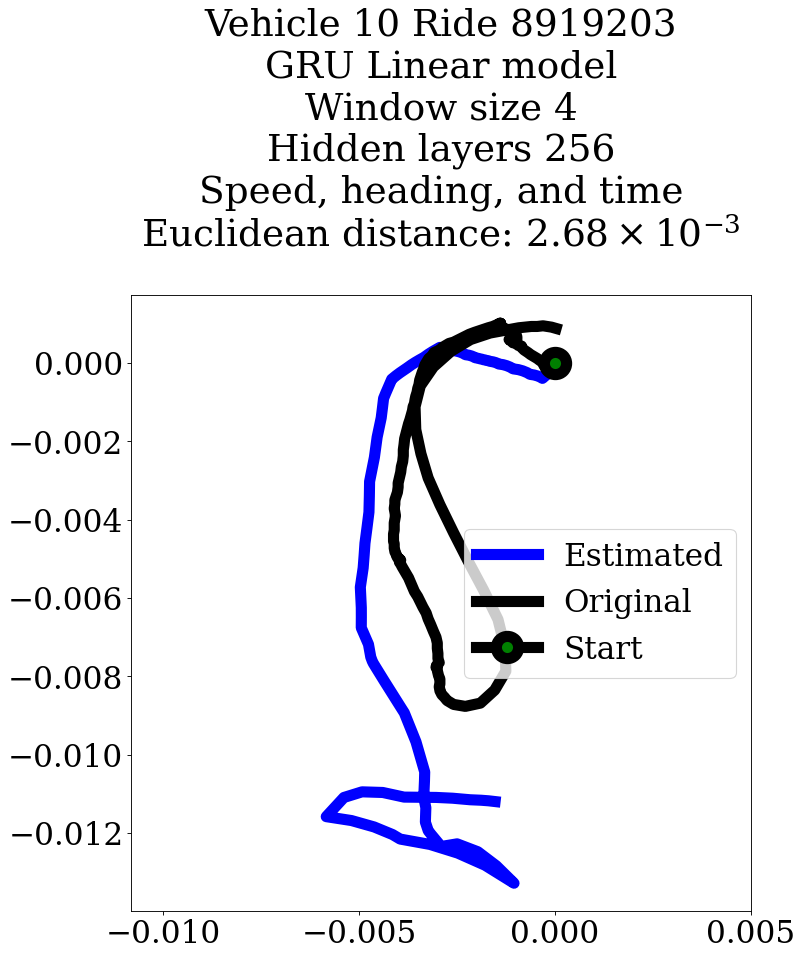 Vehicle 10 Ride 8919203
GRU Linear model
Window size 4
Hidden layers 256
Speed, heading, and time
Euclidean distance: 2.68 × 10⁻³
0.000
−0.002
−0.004
−0.006
−0.008
−0.010
−0.012
Estimated
Original
Start
−0.010 −0.005 0.000 0.005